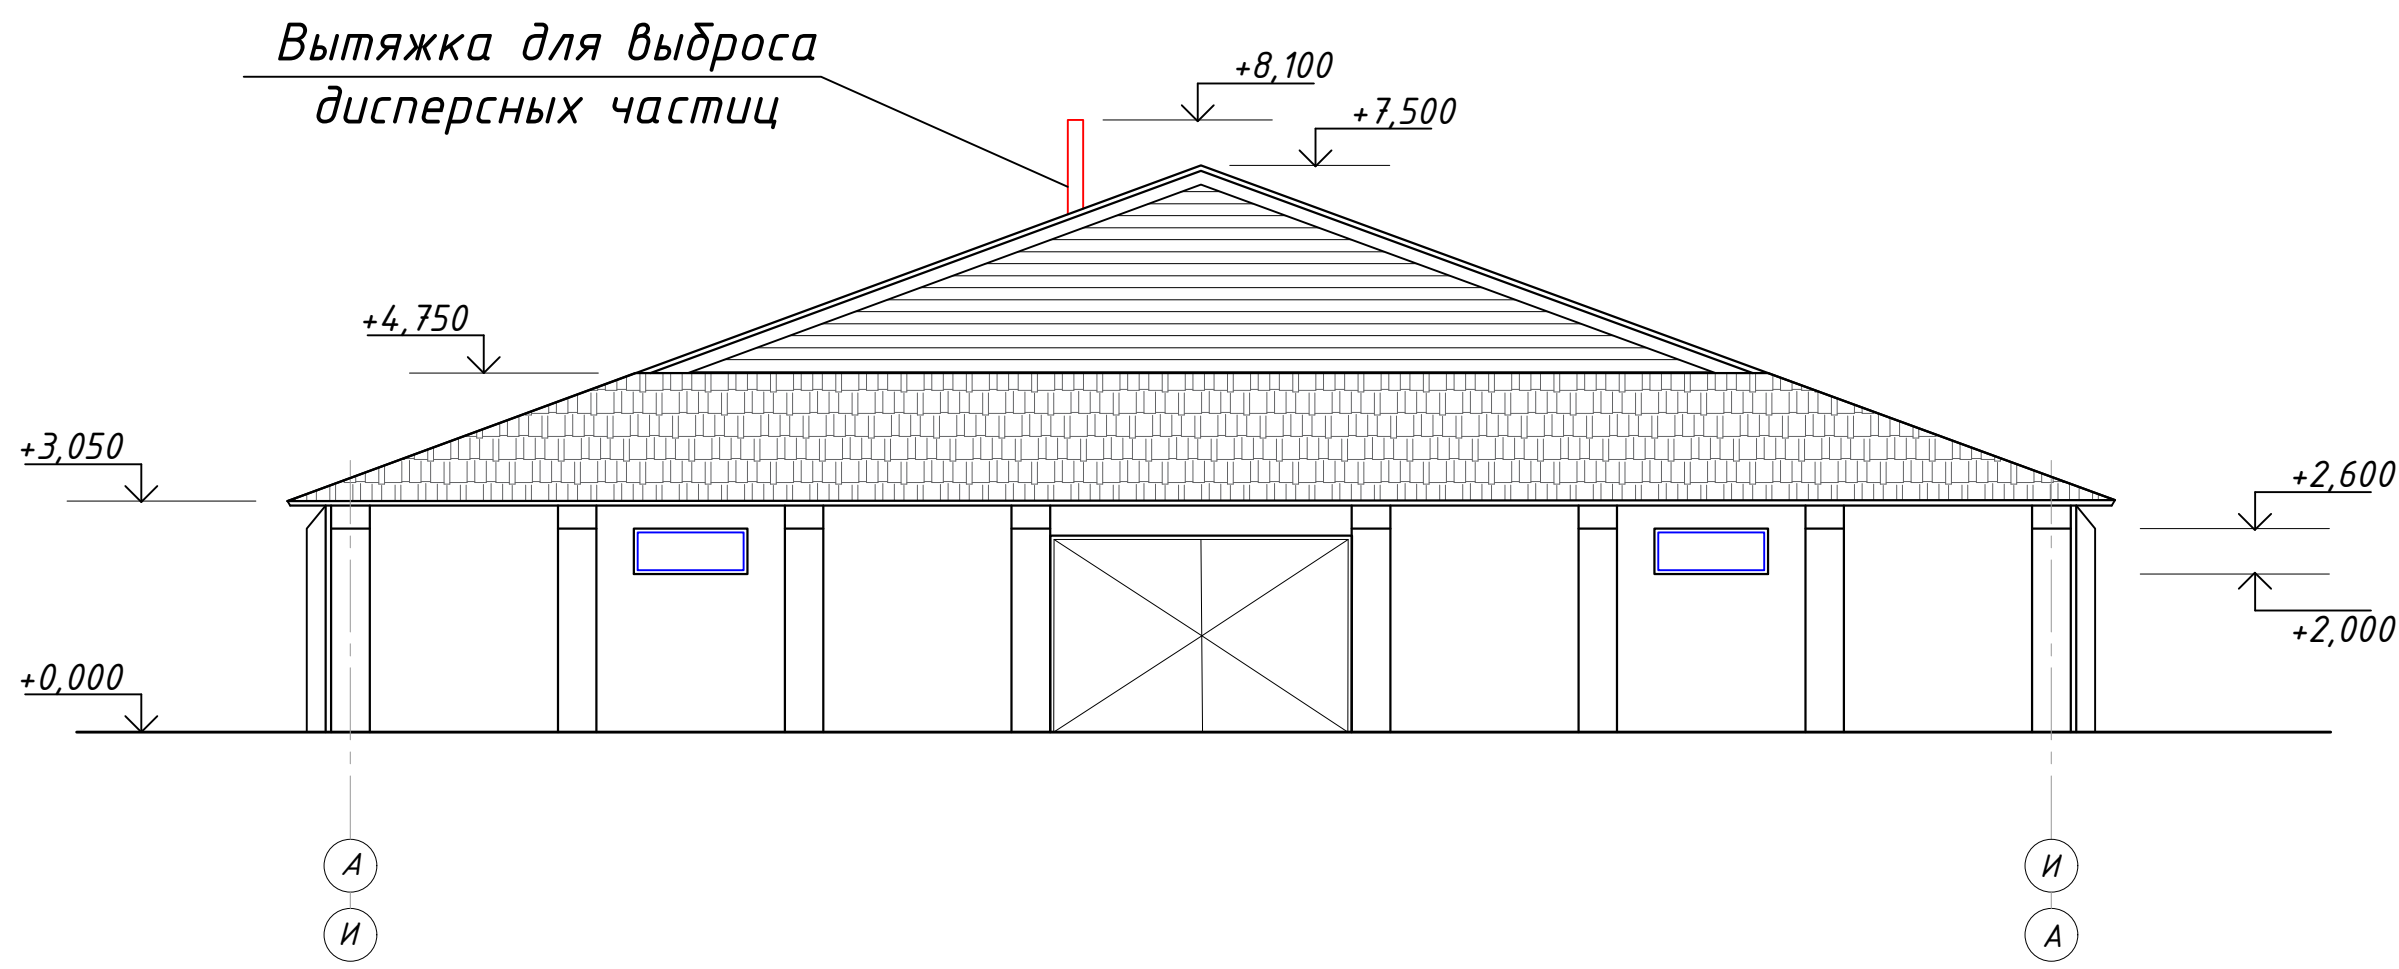 Вытяжка для выброса
дисперсных частиц
+8,100
+7,500
+4,750
+3,050
+2,600
+2,000
+0,000
А
И
И
А